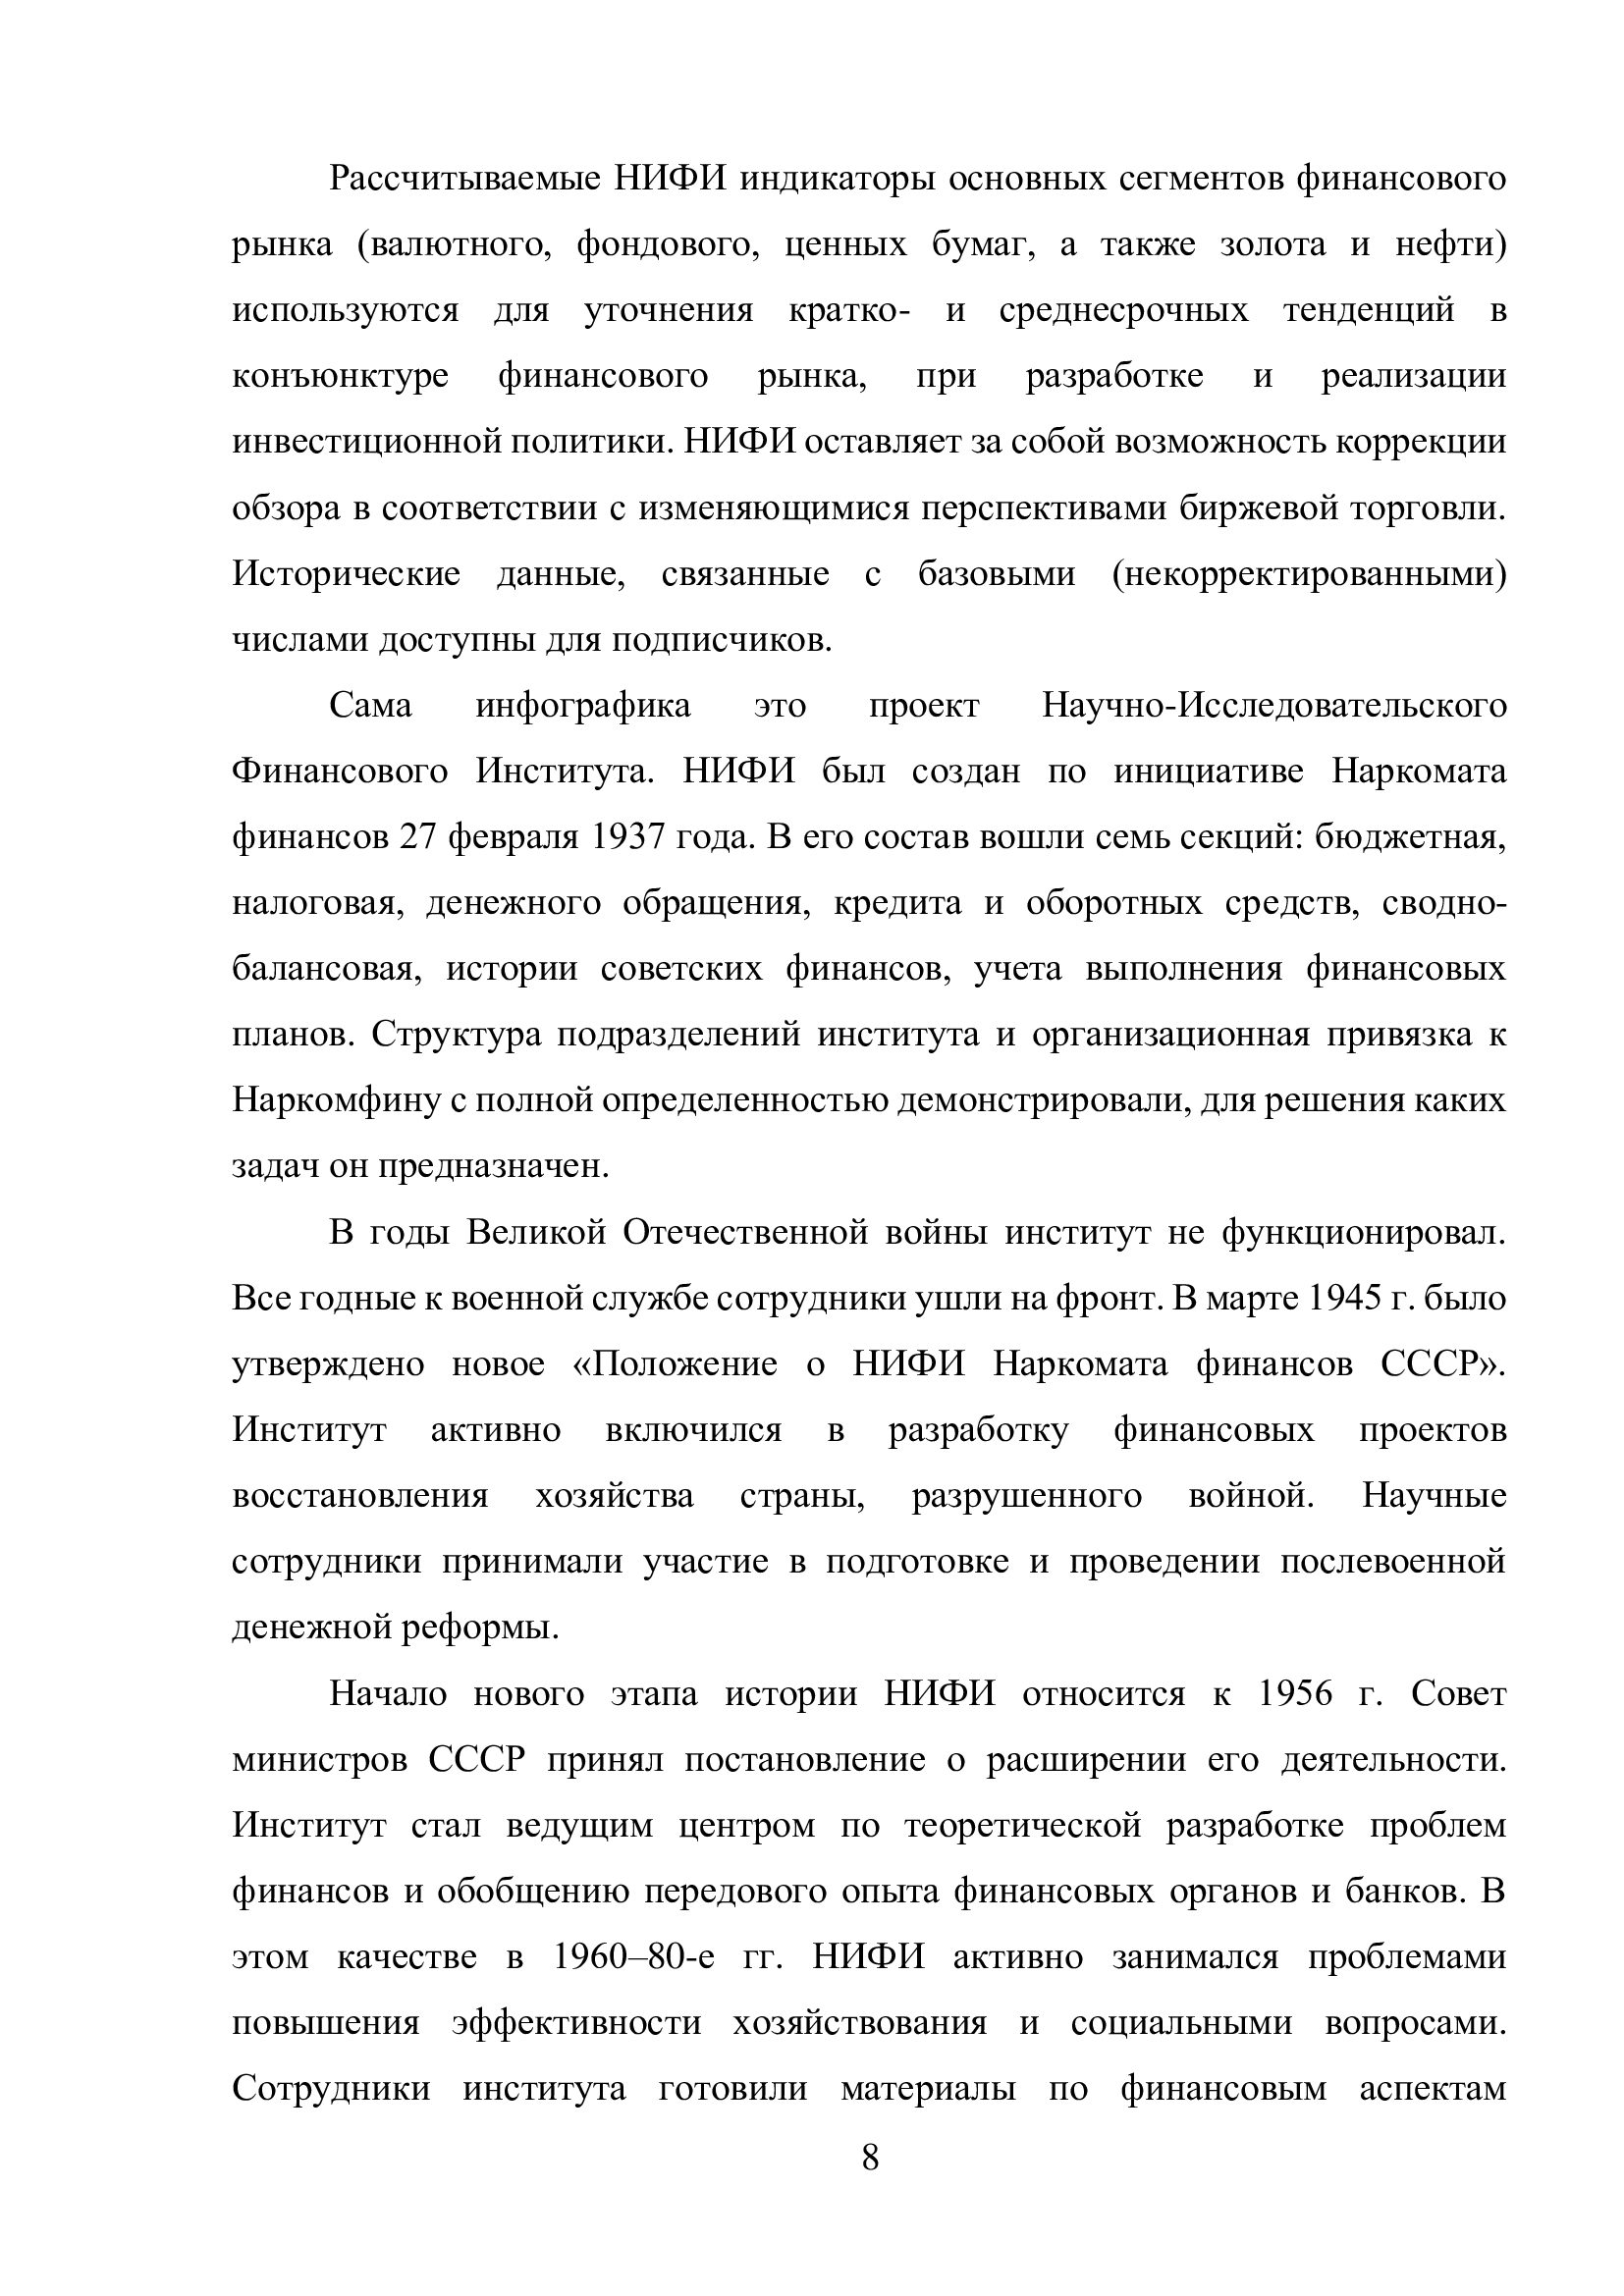 Рассчитываемые НИФИ индикаторы основных сегментов финансового
рынка (валютного, фондового, ценных бумаг, а также золота и нефти)
используются для уточнения кратко- и среднесрочных тенденций в
конъюнктуре финансового рынка, при разработке и реализации
инвестиционной политики. НИФИ оставляет за собой возможность коррекции
обзора в соответствии с изменяющимися перспективами биржевой торговли.
Исторические данные, связанные с базовыми (некорректированными)
числами доступны для подписчиков.
Сама инфографика это проект Научно-Исследовательского
Финансового Института. НИФИ был создан по инициативе Наркомата
финансов 27 февраля 1937 года. В его состав вошли семь секций: бюджетная,
налоговая, денежного обращения, кредита и оборотных средств, сводно-
балансовая, истории советских финансов, учета выполнения финансовых
планов. Структура подразделений института и организационная привязка к
Наркомфину с полной определенностью демонстрировали, для решения каких
задач он предназначен.
В годы Великой Отечественной войны институт не функционировал.
Все годные к военной службе сотрудники ушли на фронт. В марте 1945 г. было
утверждено новое «Положение о НИФИ Наркомата финансов СССР».
Институт активно включился в разработку финансовых проектов
восстановления хозяйства страны, разрушенного войной. Научные
сотрудники принимали участие в подготовке и проведении послевоенной
денежной реформы.
Начало нового этапа истории НИФИ относится к 1956 г. Совет
министров СССР принял постановление о расширении его деятельности.
Институт стал ведущим центром по теоретической разработке проблем
финансов и обобщению передового опыта финансовых органов и банков. В
этом качестве в 1960–80-е гг. НИФИ активно занимался проблемами
повышения эффективности хозяйствования и социальными вопросами.
Сотрудники института готовили материалы по финансовым аспектам
8